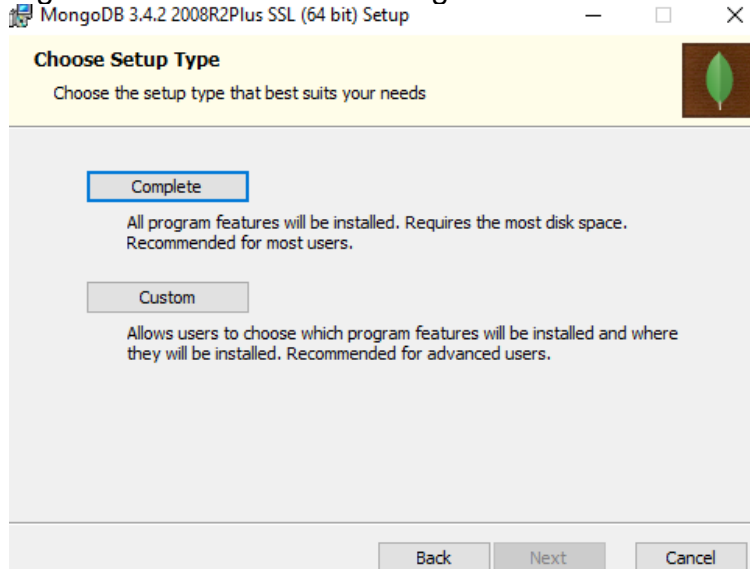 MongoDB 3.4.2 2008R2Plus SSL (64 bit) Setup
Choose Setup Type
Choose the setup type that best suits your needs
Complete
All program features will be installed. Requires the most disk space.
Recommended for most users.
Custom
Allows users to choose which program features will be installed and where
they will be installed. Recommended for advanced users.
Back Next Cancel